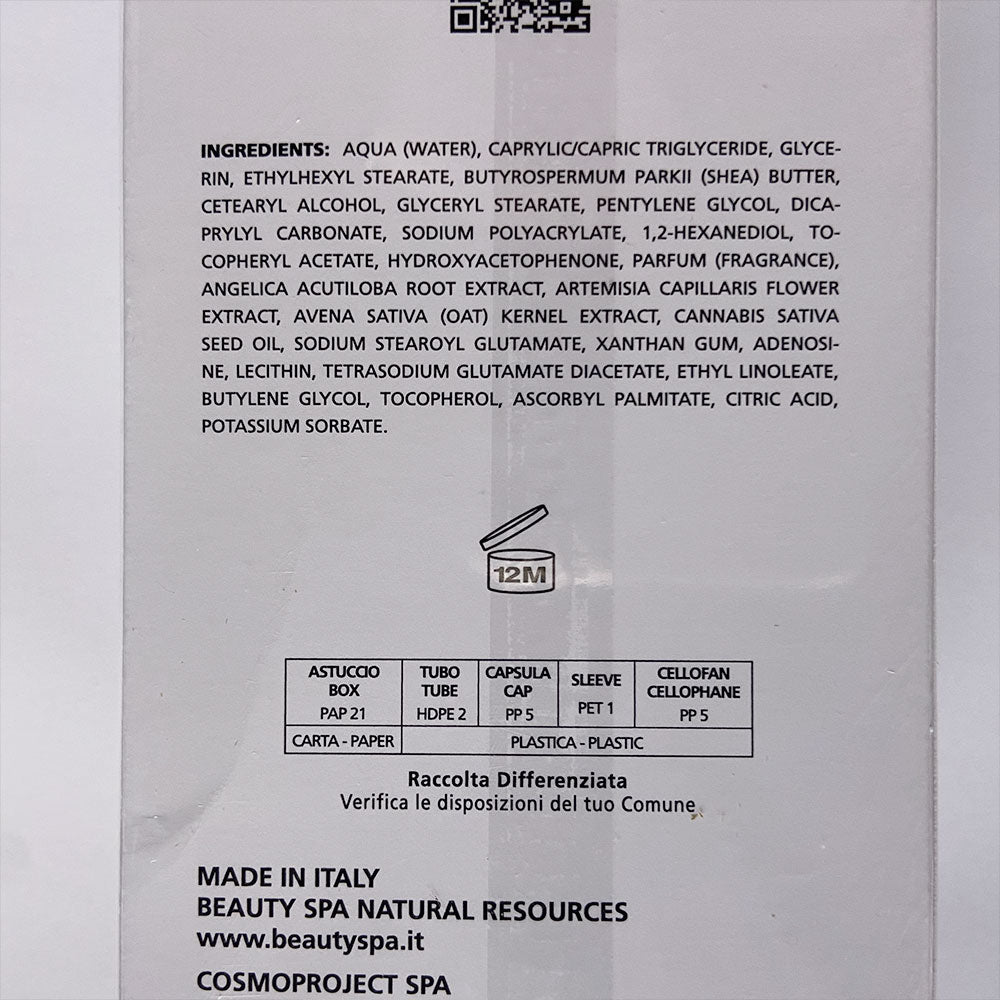 INGREDIENTS: AQUA (WATER), CAPRYLIC/CAPRIC TRIGLYCERIDE, GLYCE-
RIN, ETHYLHEXYL STEARATE, BUTYROSPERMUM PARKII (SHEA) BUTTER,
CETEARYL ALCOHOL, GLYCERYL STEARATE, PENTYLENE GLYCOL, DICA-
PRYLYL CARBONATE, SODIUM POLYACRYLATE, 1,2-HEXANEDIOL, TO-
COPHERYL ACETATE, HYDROXYACETOPHENONE, PARFUM (FRAGRANCE),
ANGELICA ACUTILOBA ROOT EXTRACT, ARTEMISIA CAPILLARIS FLOWER
EXTRACT, AVENA SATIVA (OAT) KERNEL EXTRACT, CANNABIS SATIVA
SEED OIL, SODIUM STEAROYL GLUTAMATE, XANTHAN GUM, ADENOSI-
NE, LECITHIN, TETRASODIUM GLUTAMATE DIACETATE, ETHYL LINOLEATE,
BUTYLENE GLYCOL, TOCOPHEROL, ASCORBYL PALMITATE, CITRIC ACID,
POTASSIUM SORBATE.
12M
ASTUCCIO TUBO CAPSULA SLEEVE CELLOFAN
BOX TUBE CAP CELLOPHANE
PAP 21 HDPE 2 PP 5 PET 1 PP 5
CARTA - PAPER PLASTICA - PLASTIC
Raccolta Differenziata
Verifica le disposizioni del tuo Comune
MADE IN ITALY
BEAUTY SPA NATURAL RESOURCES
www.beautyspa.it
COSMOPROJECT SPA